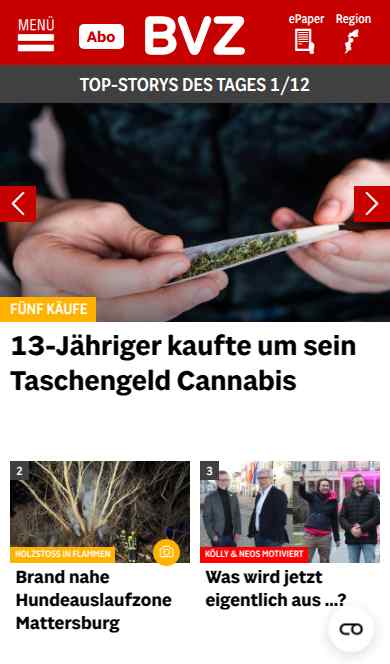 MENÜ
Abo
BVZ
ePaper
Region
TOP-STORYS DES TAGES 1/12
FÜNF KÄUFE
13-Jähriger kaufte um sein
Taschengeld Cannabis
2
HOLZSTOSS IN FLAMMEN
Brand nahe
Hundeauslaufzone
Mattersburg
3
KÖLLY & NEOS MOTIVIERT
Was wird jetzt
eigentlich aus ...?